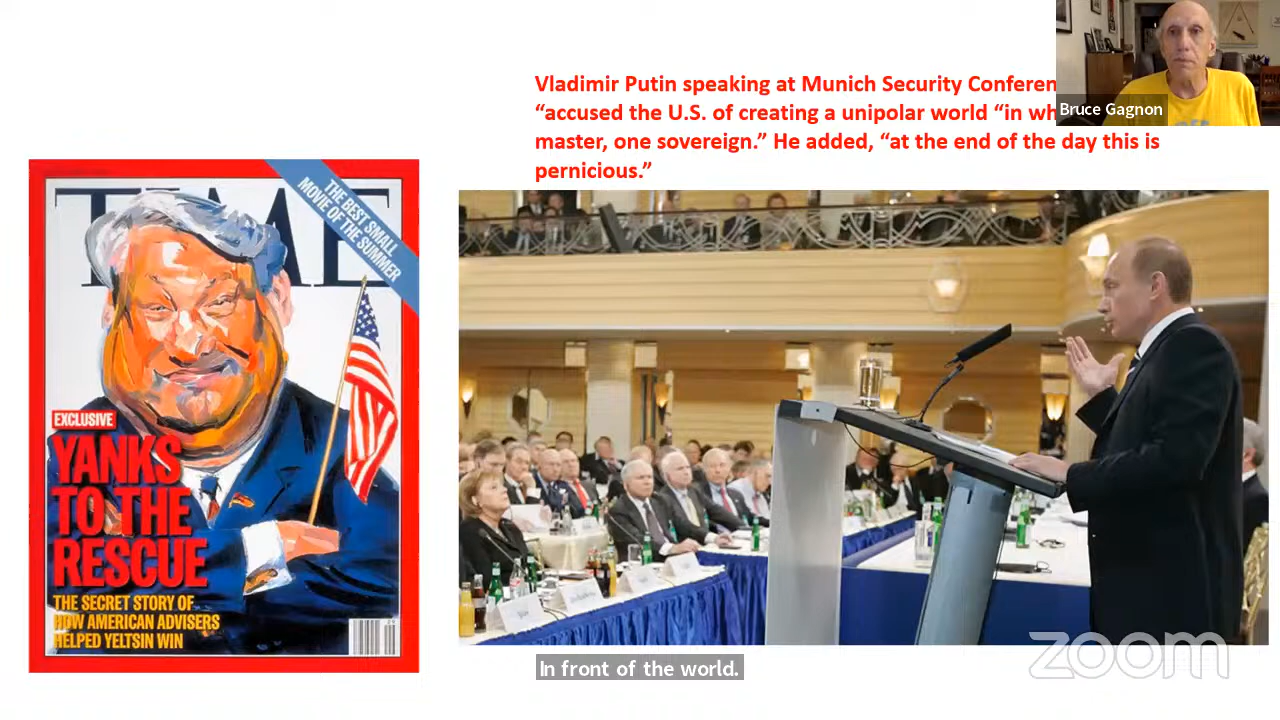 Vladimir Putin speaking at Munich Security Conferen
“accused the U.S. of creating a unipolar world “in wh
master, one sovereign.” He added, “at the end of the day this is
pernicious.”
Bruce Gagnon
TIME
THE BEST SMALL
MOVIE OF THE SUMMER
EXCLUSIVE
YANKS
TO THE
RESCUE
THE SECRET STORY OF
HOW AMERICAN ADVISERS
HELPED YELTSIN WIN
In front of the world.
zoom